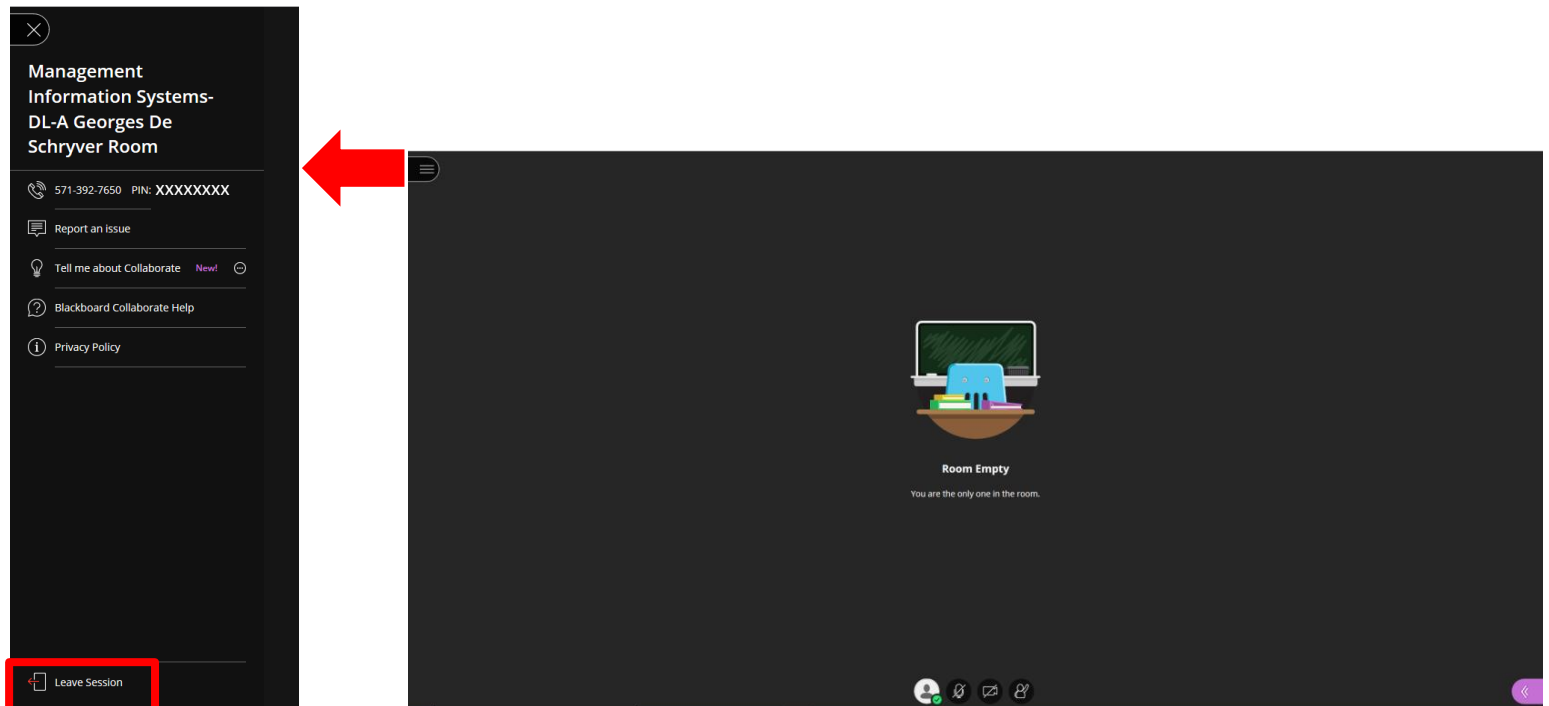 Management
Information Systems-
DL-A Georges De
Schryver Room
571-392-7650 PIN: XXXXXXXX
Report an issue
Tell me about Collaborate New!
Blackboard Collaborate Help
Privacy Policy
Leave Session
Room Empty
You are the only one in the room.